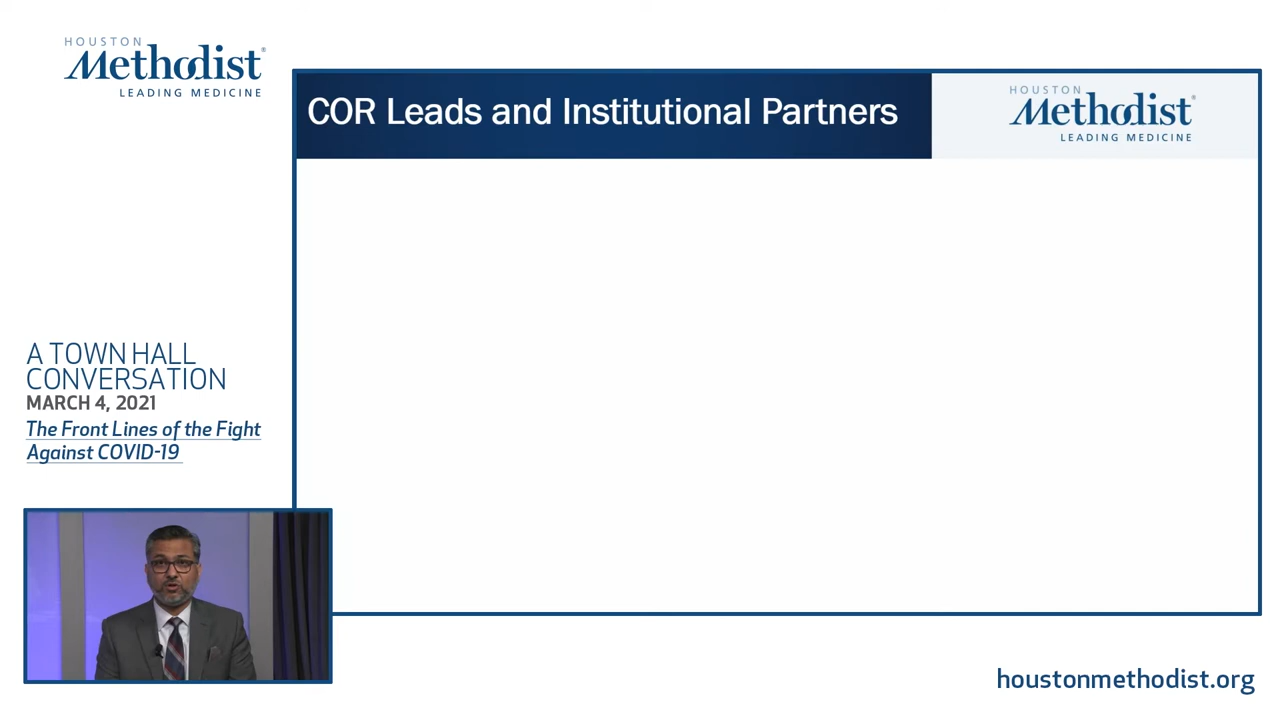 HOUSTON
Methodist®
LEADING MEDICINE
COR Leads and Institutional Partners
HOUSTON
Methodist®
LEADING MEDICINE
A TOWN HALL
CONVERSATION
MARCH 4, 2021
The Front Lines of the Fight
Against COVID-19
houstonmethodist.org